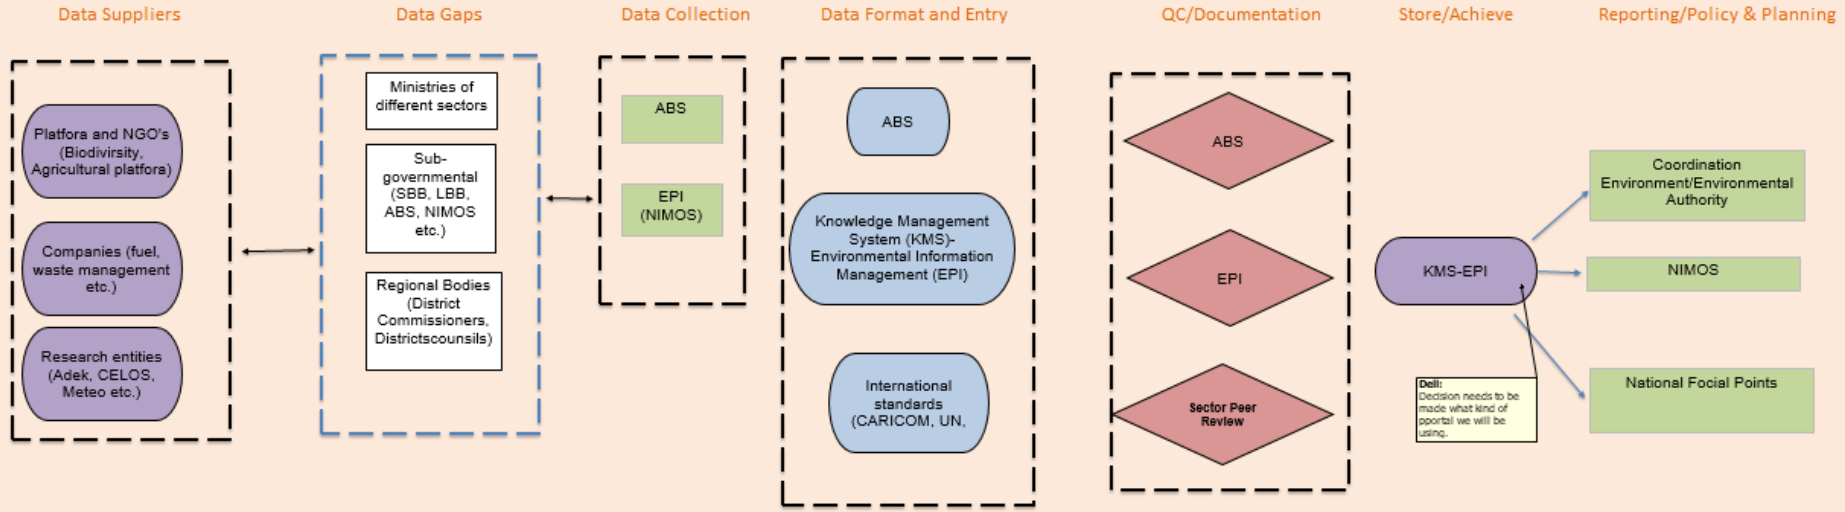 Data Suppliers
Data Gaps
Data Collection
Data Format and Entry
QC/Documentation
Store/Achieve
Reporting/Policy & Planning
Platfora and NGO's
(Biodivirsity,
Agricultural platfora)
Companies (fuel,
waste management
etc.)
Research entities
(Adek, CELOS,
Meteo etc.)
Ministries of
different sectors
Sub-
governmental
(SBB, LBB,
ABS, NIMOS
etc.)
Regional Bodies
(District
Commissioners,
Districtscounsils)
ABS
EPI
(NIMOS)
ABS
Knowledge Management
System (KMS)-
Environmental Information
Management (EPI)
International
standards
(CARICOM, UN,
ABS
EPI
Sector Peer
Review
KMS-EPI
Dell:
Decision needs to be
made what kind of
pportal we will be
using.
Coordination
Environment/Environmental
Authority
NIMOS
National Focial Points